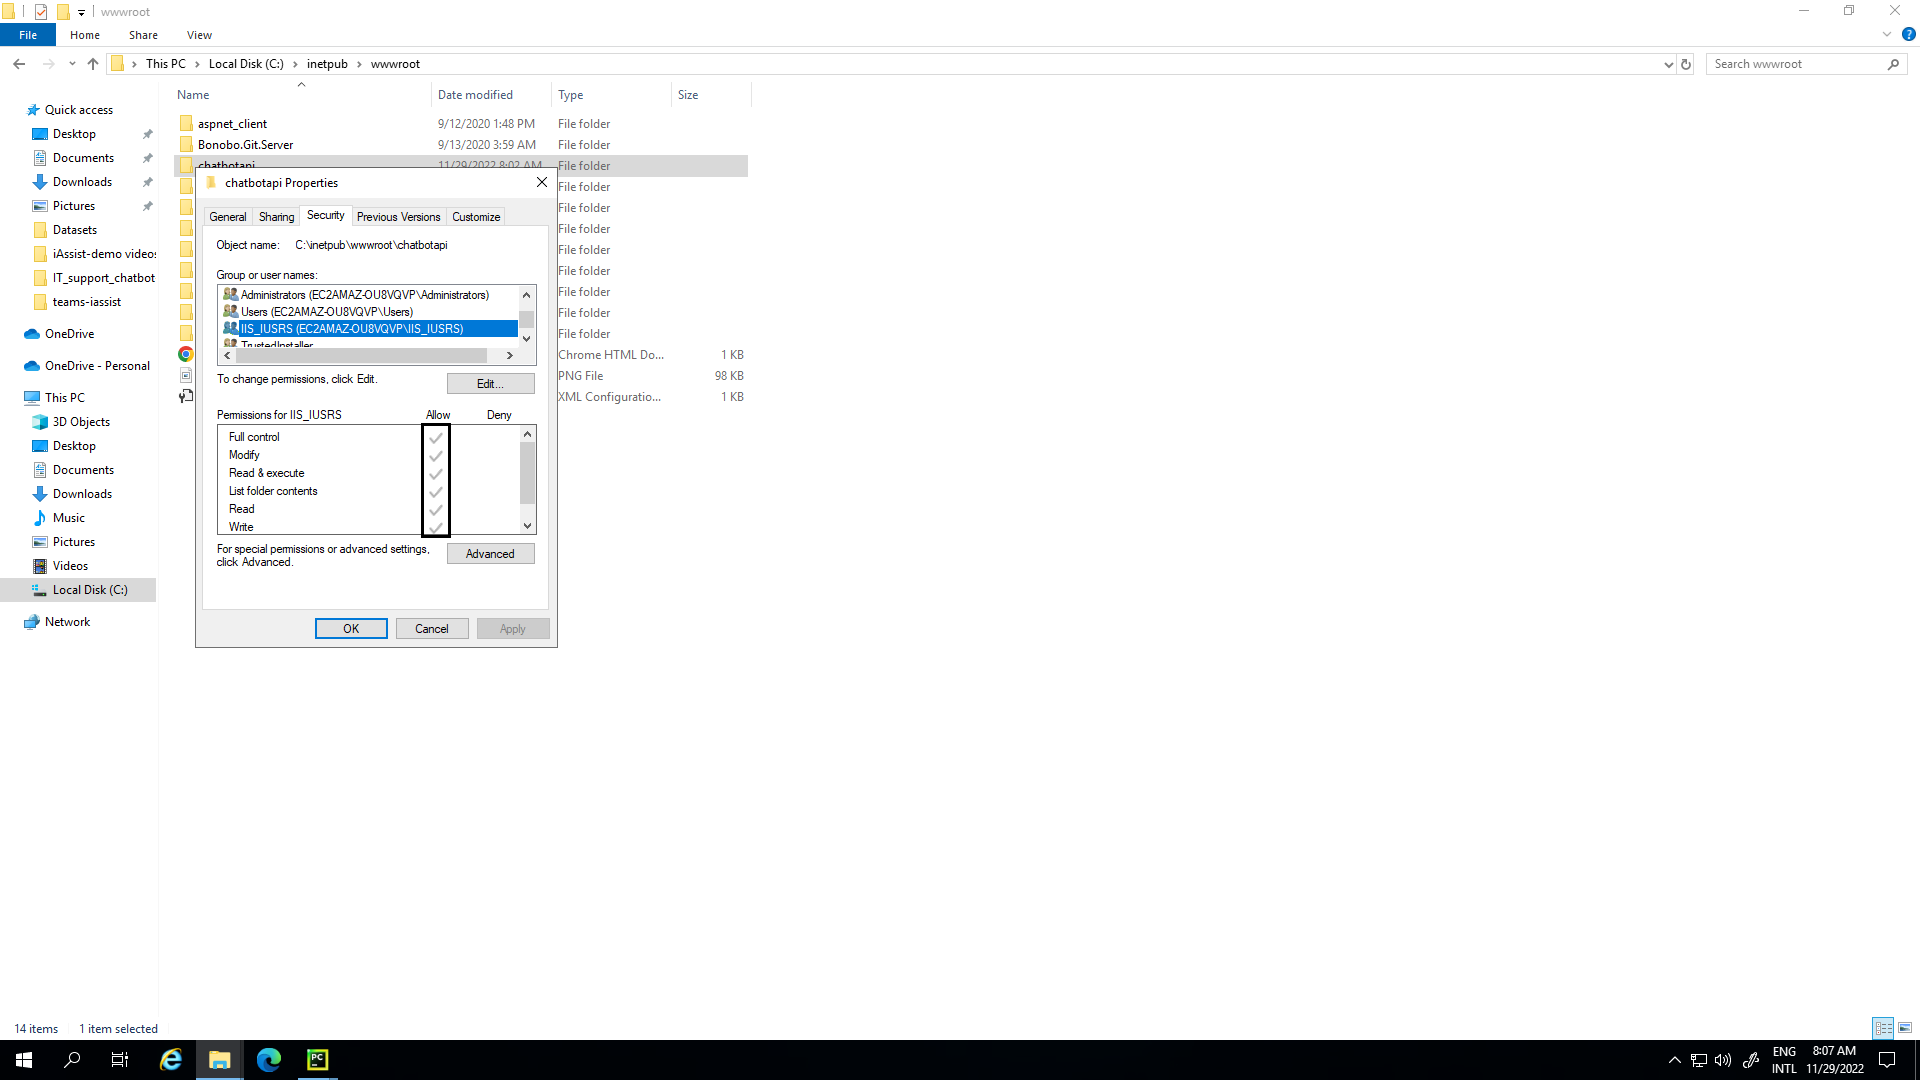 wwwroot
File Home Share View
This PC Local Disk (C:) inetpub wwwroot
Search wwwroot
Name Date modified Type Size
Quick access
Desktop
Documents
Downloads
Pictures
Datasets
iAssist-demo videos
IT_support_chatbot
teams-iassist
OneDrive
OneDrive - Personal
This PC
3D Objects
Desktop
Documents
Downloads
Music
Pictures
Videos
Local Disk (C:)
Network
aspnet_client 9/12/2020 1:48 PM File folder
Bonobo.Git.Server 9/13/2020 3:59 AM File folder
chatbotapi 11/29/2022 8:02 AM File folder
File folder
File folder
File folder
File folder
File folder
File folder
File folder
File folder
Chrome HTML Do... 1 KB
PNG File 98 KB
XML Configuratio... 1 KB
chatbotapi Properties
General Sharing Security Previous Versions Customize
Object name: C:\inetpub\wwwroot\chatbotapi
Group or user names:
Administrators (EC2AMAZ-OU8VQVP\Administrators)
Users (EC2AMAZ-OU8VQVP\Users)
IIS_IUSRS (EC2AMAZ-OU8VQVP\IIS_IUSRS)
TrustedInstaller
To change permissions, click Edit. Edit...
Permissions for IIS_IUSRS Allow Deny
Full control
Modify
Read & execute
List folder contents
Read
Write
For special permissions or advanced settings,
click Advanced.
Advanced
OK Cancel Apply
14 items 1 item selected
PC
ENG
INTL
8:07 AM
11/29/2022